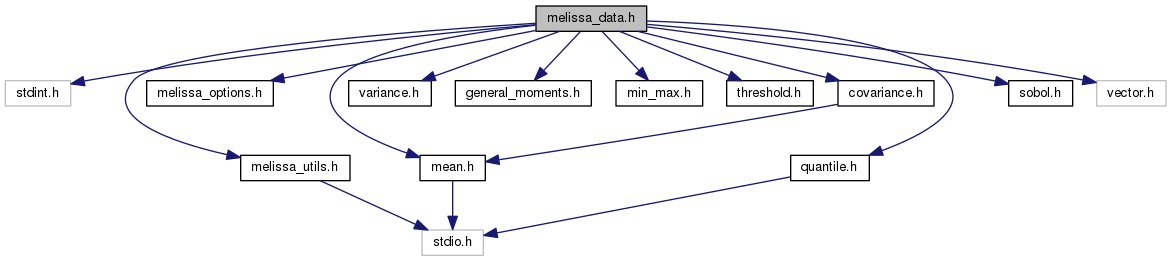 melissa_data.h
stdint.h
melissa_options.h
variance.h
general_moments.h
min_max.h
threshold.h
covariance.h
sobol.h
vector.h
melissa_utils.h
mean.h
quantile.h
stdio.h